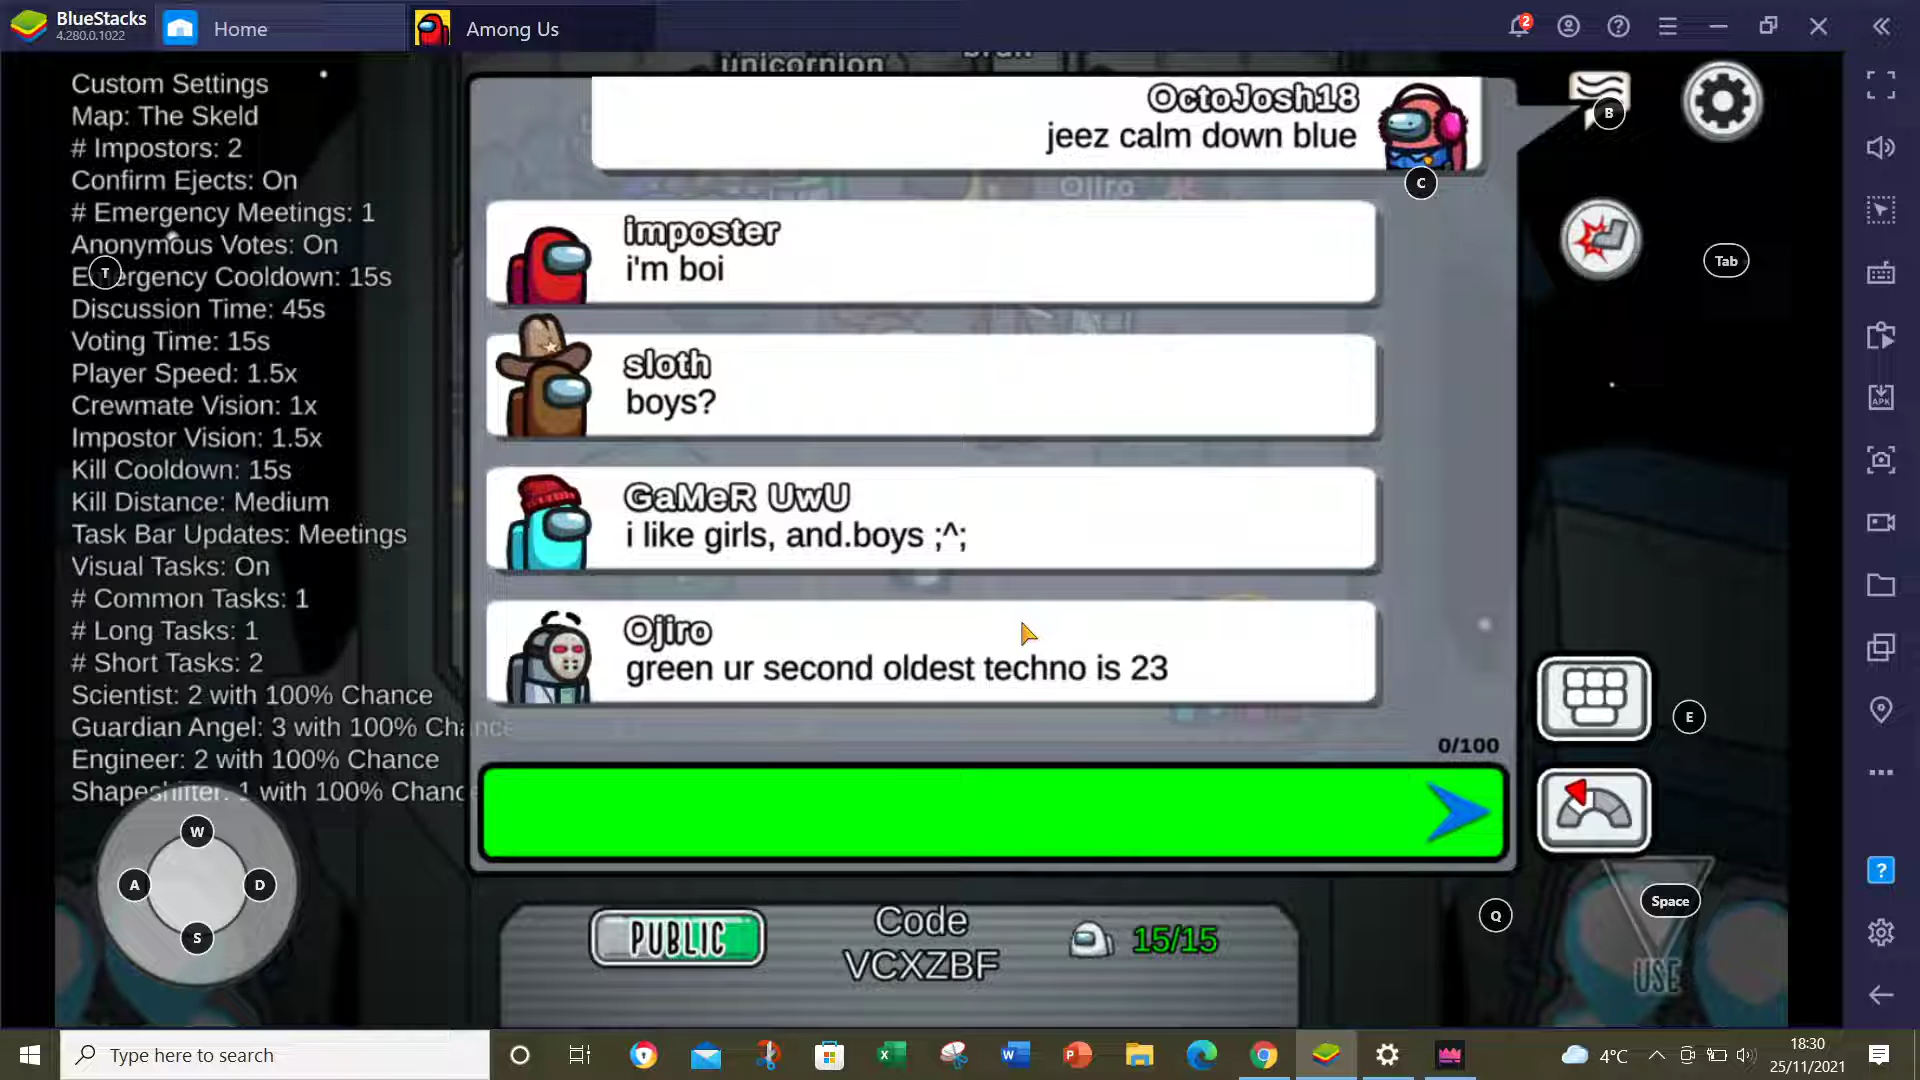 BlueStacks
4.280.0.1022
Home
Among Us
2
unicornion
Custom Settings
Map: The Skeld
# Impostors: 2
Confirm Ejects: On
# Emergency Meetings: 1
Anonymous Votes: On
Emergency Cooldown: 15s
Discussion Time: 45s
Voting Time: 15s
Player Speed: 1.5x
Crewmate Vision: 1x
Impostor Vision: 1.5x
Kill Cooldown: 15s
Kill Distance: Medium
Task Bar Updates: Meetings
Visual Tasks: On
# Common Tasks: 1
# Long Tasks: 1
# Short Tasks: 2
Scientist: 2 with 100% Chance
Guardian Angel: 3 with 100% Chance
Engineer: 2 with 100% Chance
Shapeshifter: 1 with 100% Chance
T
W
A
D
S
OctoJosh18
jeez calm down blue
C
Ojiro
imposter
i'm boi
sloth
boys?
GaMeR UwU
i like girls, and.boys ;^;
Ojiro
green ur second oldest techno is 23
0/100
PUBLIC
Code
VCXZBF
15/15
B
Tab
E
Q
Space
USE
APK
?
Type here to search
4°C
18:30
25/11/2021